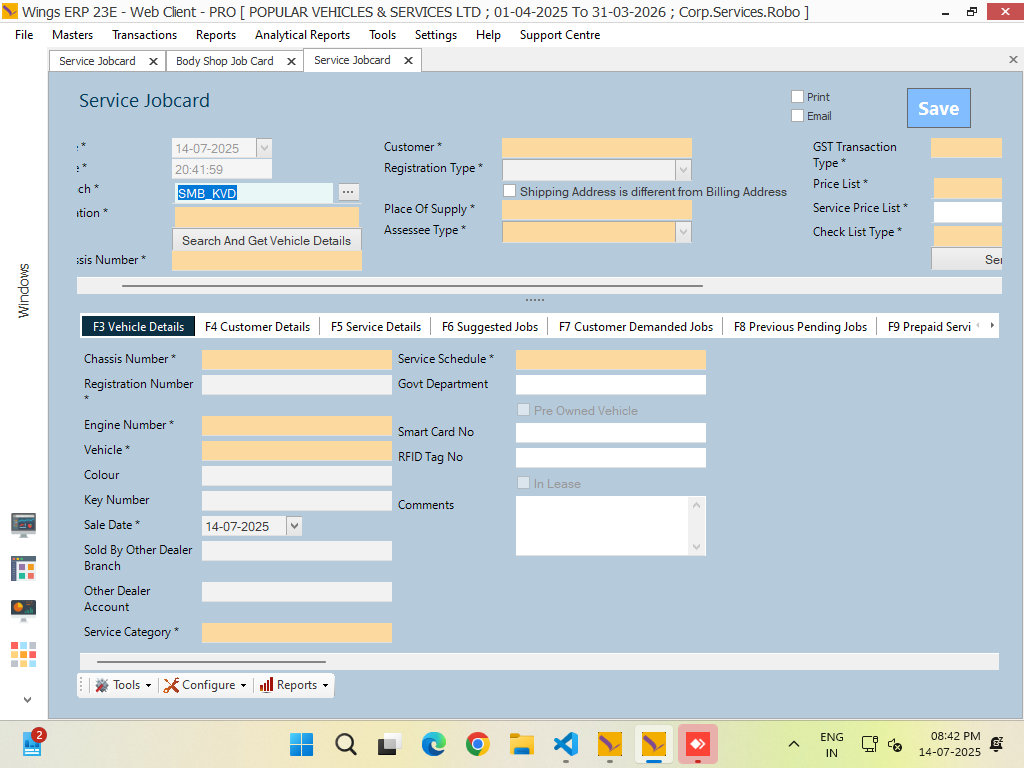 Wings ERP 23E - Web Client - PRO [ POPULAR VEHICLES & SERVICES LTD ; 01-04-2025 To 31-03-2026 ; Corp.Services.Robo ]
File Masters Transactions Reports Analytical Reports Tools Settings Help Support Centre
Service Jobcard Body Shop Job Card Service Jobcard
Service Jobcard
Print
Email
Save
* 14-07-2025 Customer * GST Transaction Type *
e * 20:41:59 Registration Type *
ch * SMB_KVD ... Shipping Address is different from Billing Address Price List *
ation * Place Of Supply * Service Price List *
Search And Get Vehicle Details Assessee Type * Check List Type *
ssis Number * Ser
Windows
F3 Vehicle Details F4 Customer Details F5 Service Details F6 Suggested Jobs F7 Customer Demanded Jobs F8 Previous Pending Jobs F9 Prepaid Servi
Chassis Number * Service Schedule *
Registration Number * Govt Department
Pre Owned Vehicle
Engine Number * Smart Card No
Vehicle * RFID Tag No
Colour In Lease
Key Number Comments
Sale Date * 14-07-2025
Sold By Other Dealer
Branch
Other Dealer
Account
Service Category *
Tools Configure Reports
2
ENG
IN
08:42 PM
14-07-2025